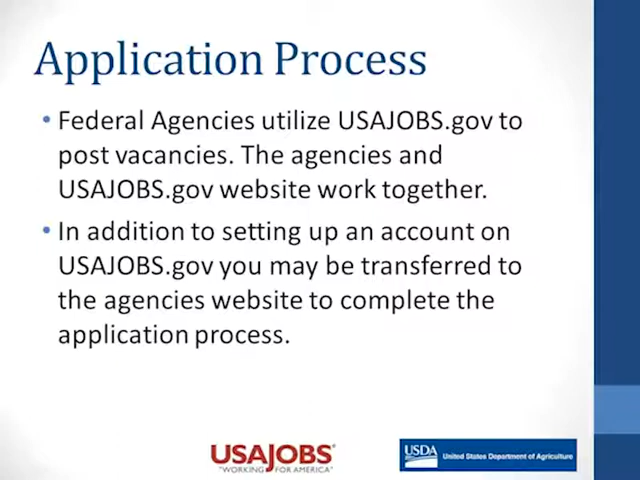 Application Process
• Federal Agencies utilize USAJOBS.gov to
post vacancies. The agencies and
USAJOBS.gov website work together.
• In addition to setting up an account on
USAJOBS.gov you may be transferred to
the agencies website to complete the
application process.
USAJOBS®
"WORKING FOR AMERICA"
USDA United States Department of Agriculture